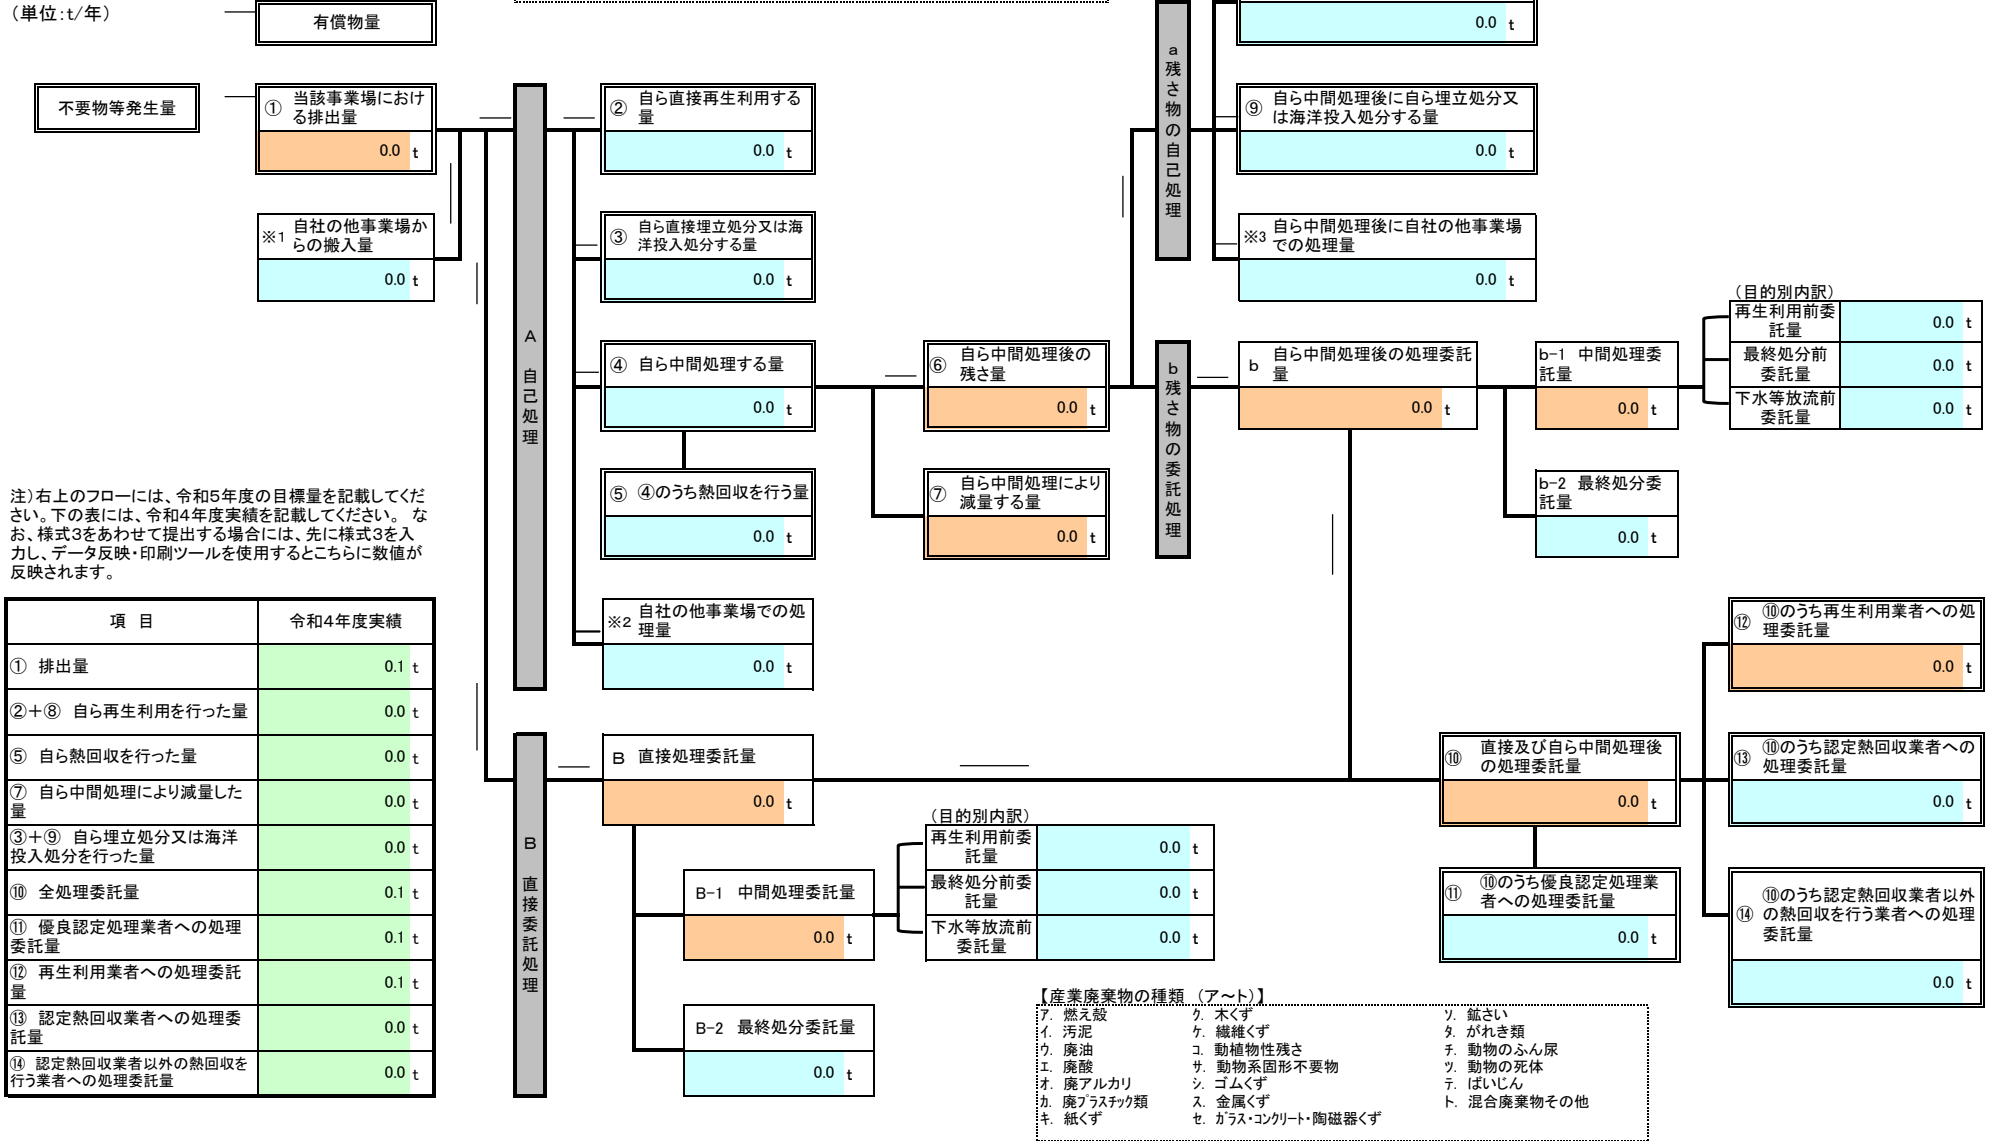 （単位:t/年）
有償物量
0.0 t
不要物等発生量
① 当該事業場におけ
る排出量
0.0 t
② 自ら直接再生利用する
量
0.0 t
a
残
さ
物
の
自
己
処
理
⑨ 自ら中間処理後に自ら埋立処分又
は海洋投入処分する量
0.0 t
※1 自社の他事業場か
らの搬入量
0.0 t
③ 自ら直接埋立処分又は海
洋投入処分する量
0.0 t
※3 自ら中間処理後に自社の他事業場
での処理量
0.0 t
A
自
己
処
理
④ 自ら中間処理する量
0.0 t
⑥ 自ら中間処理後の
残さ量
0.0 t
b
残
さ
物
の
委
託
処
理
b 自ら中間処理後の処理委託
量
0.0 t
b-1 中間処理委
託量
0.0 t
（目的別内訳）
再生利用前委
託量
0.0 t
最終処分前
委託量
0.0 t
下水等放流前
委託量
0.0 t
⑤ ④のうち熱回収を行う量
0.0 t
⑦ 自ら中間処理により
減量する量
0.0 t
b-2 最終処分委
託量
0.0 t
注）右上のフローには、令和5年度の目標量を記載してくだ
さい。下の表には、令和4年度実績を記載してください。 な
お、様式3をあわせて提出する場合には、先に様式3を入
力し、データ反映・印刷ツールを使用するとこちらに数値が
反映されます。
※2 自社の他事業場での処
理量
0.0 t
項 目 令和4年度実績
① 排出量 0.1 t
②＋⑧ 自ら再生利用を行った量 0.0 t
⑤ 自ら熱回収を行った量 0.0 t
⑦ 自ら中間処理により減量した
量 0.0 t
③＋⑨ 自ら埋立処分又は海洋
投入処分を行った量 0.0 t
⑩ 全処理委託量 0.1 t
⑪ 優良認定処理業者への処理
委託量 0.1 t
⑫ 再生利用業者への処理委託
量 0.1 t
⑬ 認定熱回収業者への処理委
託量 0.0 t
⑭ 認定熱回収業者以外の熱回収を
行う業者への処理委託量 0.0 t
B
直
接
委
託
処
理
B 直接処理委託量
0.0 t
（目的別内訳）
再生利用前委
託量
0.0 t
最終処分前委
託量
0.0 t
下水等放流前
委託量
0.0 t
B-1 中間処理委託量
0.0 t
B-2 最終処分委託量
0.0 t
⑩ 直接及び自ら中間処理後
の処理委託量
0.0 t
⑪ ⑩のうち優良認定処理業
者への処理委託量
0.0 t
⑫ ⑩のうち再生利用業者への処
理委託量
0.0 t
⑬ ⑩のうち認定熱回収業者への
処理委託量
0.0 t
⑭ ⑩のうち認定熱回収業者以外
の熱回収を行う業者への処理
委託量
0.0 t
【産業廃棄物の種類 （ア～ト）】
ア. 燃え殻 ク. 木くず ソ. 鉱さい
イ. 汚泥 ケ. 繊維くず タ. がれき類
ウ. 廃油 コ. 動植物性残さ チ. 動物のふん尿
エ. 廃酸 サ. 動物系固形不要物 ツ. 動物の死体
オ. 廃アルカリ シ. ゴムくず テ. ばいじん
カ. 廃プラスチック類 ス. 金属くず ト. 混合廃棄物その他
キ. 紙くず セ. ガラス・コンクリート・陶磁器くず